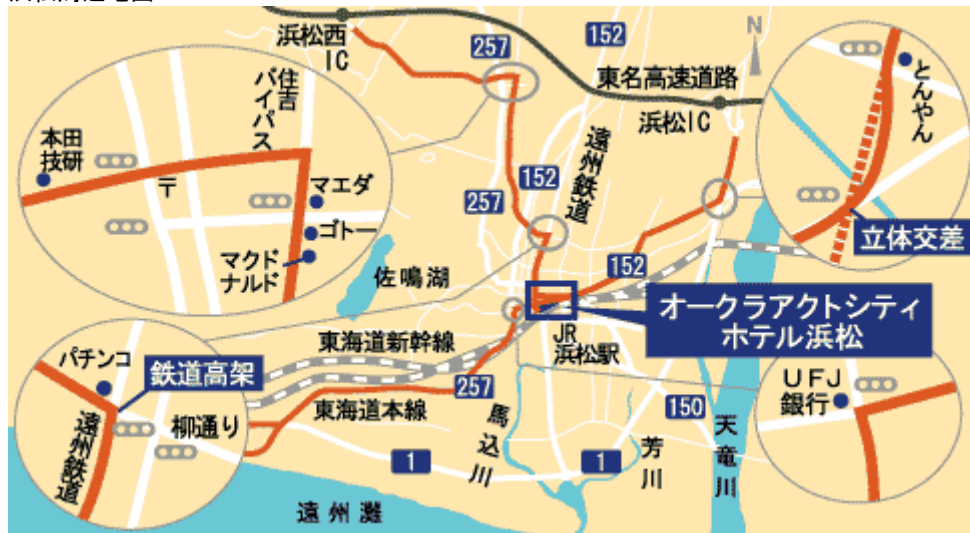 浜松西
IC
257
152
N
東名高速道路
浜松IC
とんやん
立体交差
住吉
バイパス
本田
技研
〒
マエダ
ゴトー
マクド
ナルド
遠州鉄道
152
257
佐鳴湖
152
オークラアクトシティ
ホテル浜松
JR
浜松駅
東海道新幹線
東海道本線
257
パチンコ
鉄道高架
遠州鉄道
柳通り
馬込川
1
1
芳川
150
天竜川
UFJ
銀行
遠州灘